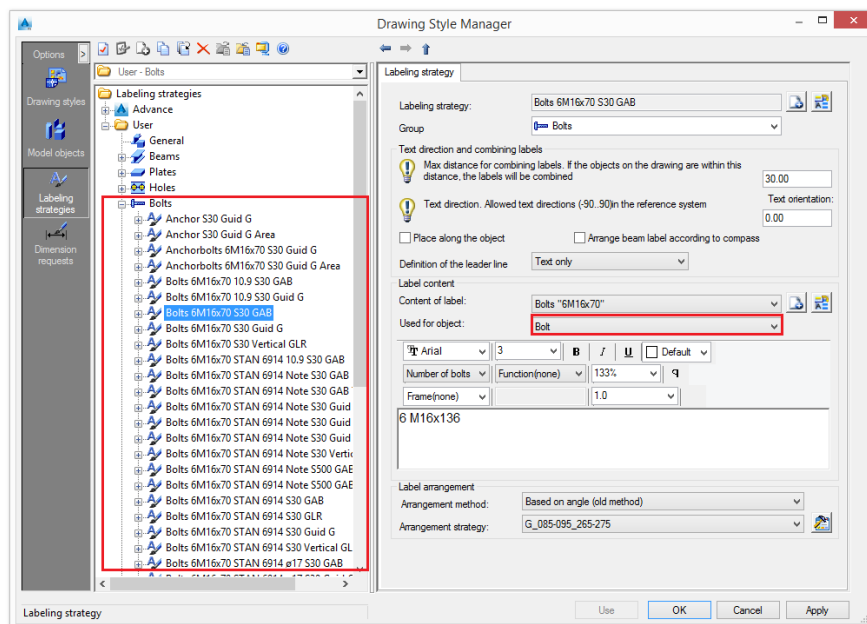 Drawing Style Manager
Options
Drawing styles
Model objects
Labeling
strategies
Dimension
requests
User - Bolts
Labeling strategies
Advance
User
General
Beams
Plates
Holes
Bolts
Anchor S30 Guid G
Anchor S30 Guid G Area
Anchorbolts 6M16x70 S30 Guid G
Anchorbolts 6M16x70 S30 Guid G Area
Bolts 6M16x70 10.9 S30 GAB
Bolts 6M16x70 10.9 S30 Guid G
Bolts 6M16x70 S30 GAB
Bolts 6M16x70 S30 Guid G
Bolts 6M16x70 S30 Vertical GLR
Bolts 6M16x70 STAN 6914 10.9 S30 GAB
Bolts 6M16x70 STAN 6914 Note S30 GAB
Bolts 6M16x70 STAN 6914 Note S30 GAB
Bolts 6M16x70 STAN 6914 Note S30 Guid
Bolts 6M16x70 STAN 6914 Note S30 Guid
Bolts 6M16x70 STAN 6914 Note S30 Guid
Bolts 6M16x70 STAN 6914 Note S30 Vertic
Bolts 6M16x70 STAN 6914 Note S500 GAB
Bolts 6M16x70 STAN 6914 Note S500 GAB
Bolts 6M16x70 STAN 6914 S30 GAB
Bolts 6M16x70 STAN 6914 S30 GLR
Bolts 6M16x70 STAN 6914 S30 Guid G
Bolts 6M16x70 STAN 6914 S30 Vertical GL
Bolts 6M16x70 STAN 6914 ø17 S30 GAB
Labeling strategy
Labeling strategy: Bolts 6M16x70 S30 GAB
Group Bolts
Text direction and combining labels
Max distance for combining labels. If the objects on the drawing are within this
distance, the labels will be combined 30.00
Text direction. Allowed text directions (-90..90)in the reference system Text orientation:
0.00
Place along the object Arrange beam label according to compass
Definition of the leader line Text only
Label content
Content of label: Bolts "6M16x70"
Used for object: Bolt
Arial 3 B I U Default
Number of bolts Function(none) 133% ¶
Frame(none) 1.0
6 M16x136
Label arrangement
Arrangement method: Based on angle (old method)
Arrangement strategy: G_085-095_265-275
Labeling strategy Use OK Cancel Apply